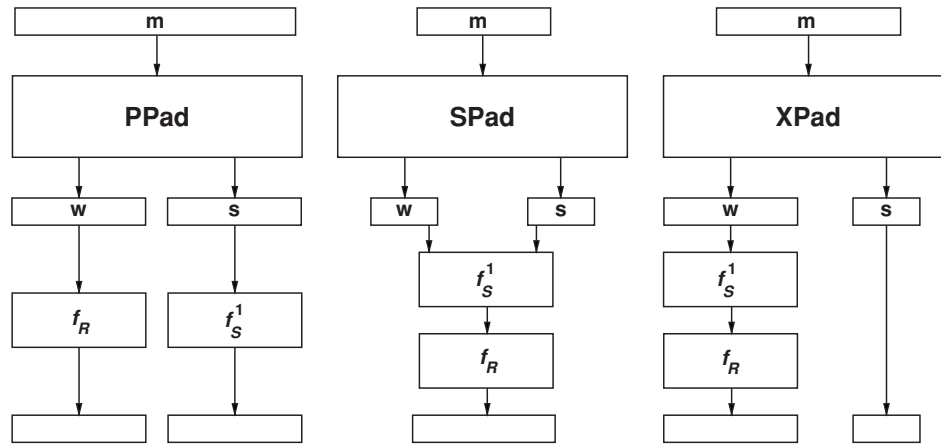 m m m
PPad SPad XPad
w s w s w s
f_S^1 f_S^1
f_R f_S^1
f_R f_R